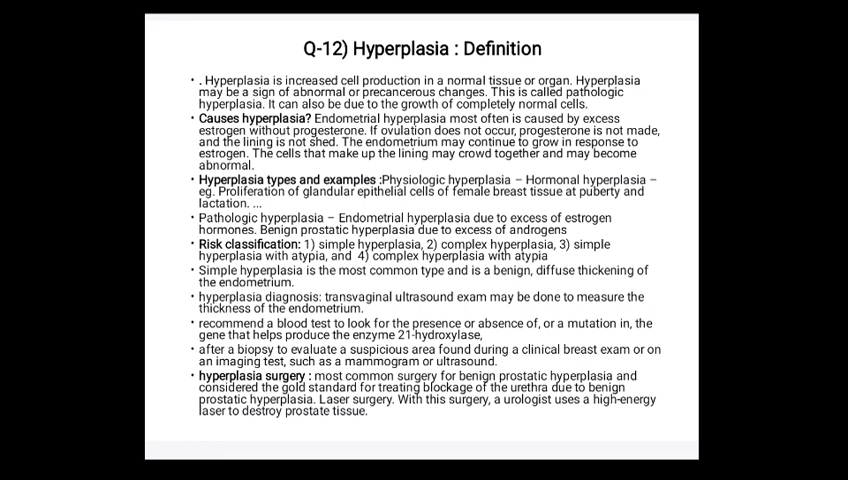 Q-12) Hyperplasia : Definition
• . Hyperplasia is increased cell production in a normal tissue or organ. Hyperplasia
may be a sign of abnormal or precancerous changes. This is called pathologic
hyperplasia. It can also be due to the growth of completely normal cells.
• Causes hyperplasia? Endometrial hyperplasia most often is caused by excess
estrogen without progesterone. If ovulation does not occur, progesterone is not made,
and the lining is not shed. The endometrium may continue to grow in response to
estrogen. The cells that make up the lining may crowd together and may become
abnormal.
• Hyperplasia types and examples :Physiologic hyperplasia – Hormonal hyperplasia –
eg. Proliferation of glandular epithelial cells of female breast tissue at puberty and
lactation. ...
• Pathologic hyperplasia – Endometrial hyperplasia due to excess of estrogen
hormones. Benign prostatic hyperplasia due to excess of androgens
• Risk classification: 1) simple hyperplasia, 2) complex hyperplasia, 3) simple
hyperplasia with atypia, and 4) complex hyperplasia with atypia
• Simple hyperplasia is the most common type and is a benign, diffuse thickening of
the endometrium.
• hyperplasia diagnosis: transvaginal ultrasound exam may be done to measure the
thickness of the endometrium.
• recommend a blood test to look for the presence or absence of, or a mutation in, the
gene that helps produce the enzyme 21-hydroxylase,
• after a biopsy to evaluate a suspicious area found during a clinical breast exam or on
an imaging test, such as a mammogram or ultrasound.
• hyperplasia surgery : most common surgery for benign prostatic hyperplasia and
considered the gold standard for treating blockage of the urethra due to benign
prostatic hyperplasia. Laser surgery. With this surgery, a urologist uses a high-energy
laser to destroy prostate tissue.